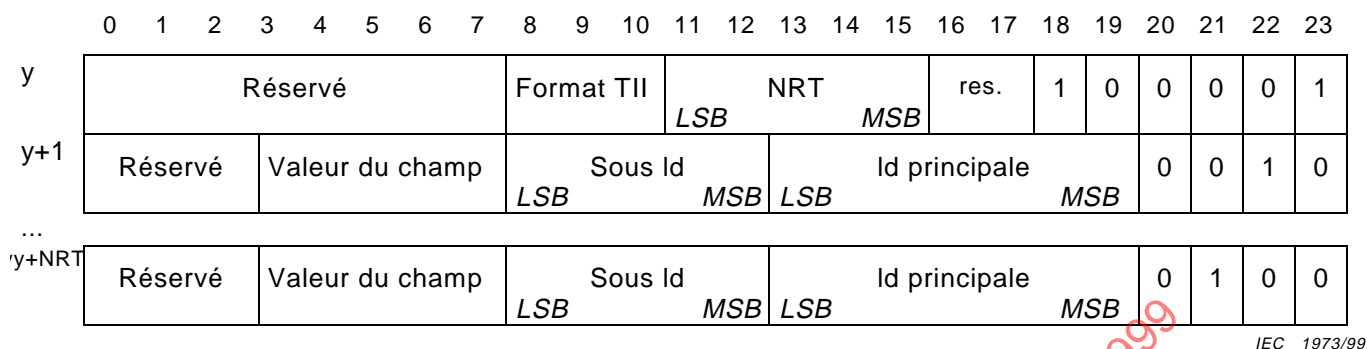 0 1 2 3 4 5 6 7 8 9 10 11 12 13 14 15 16 17 18 19 20 21 22 23
y Réservé Format TII NRT res. 1 0 0 0 0 1
LSB MSB
y+1 Réservé Valeur du champ Sous Id Id principale 0 0 1 0
LSB MSB LSB MSB
...
y+NRT Réservé Valeur du champ Sous Id Id principale 0 1 0 0
LSB MSB LSB MSB
999
IEC 1973/99